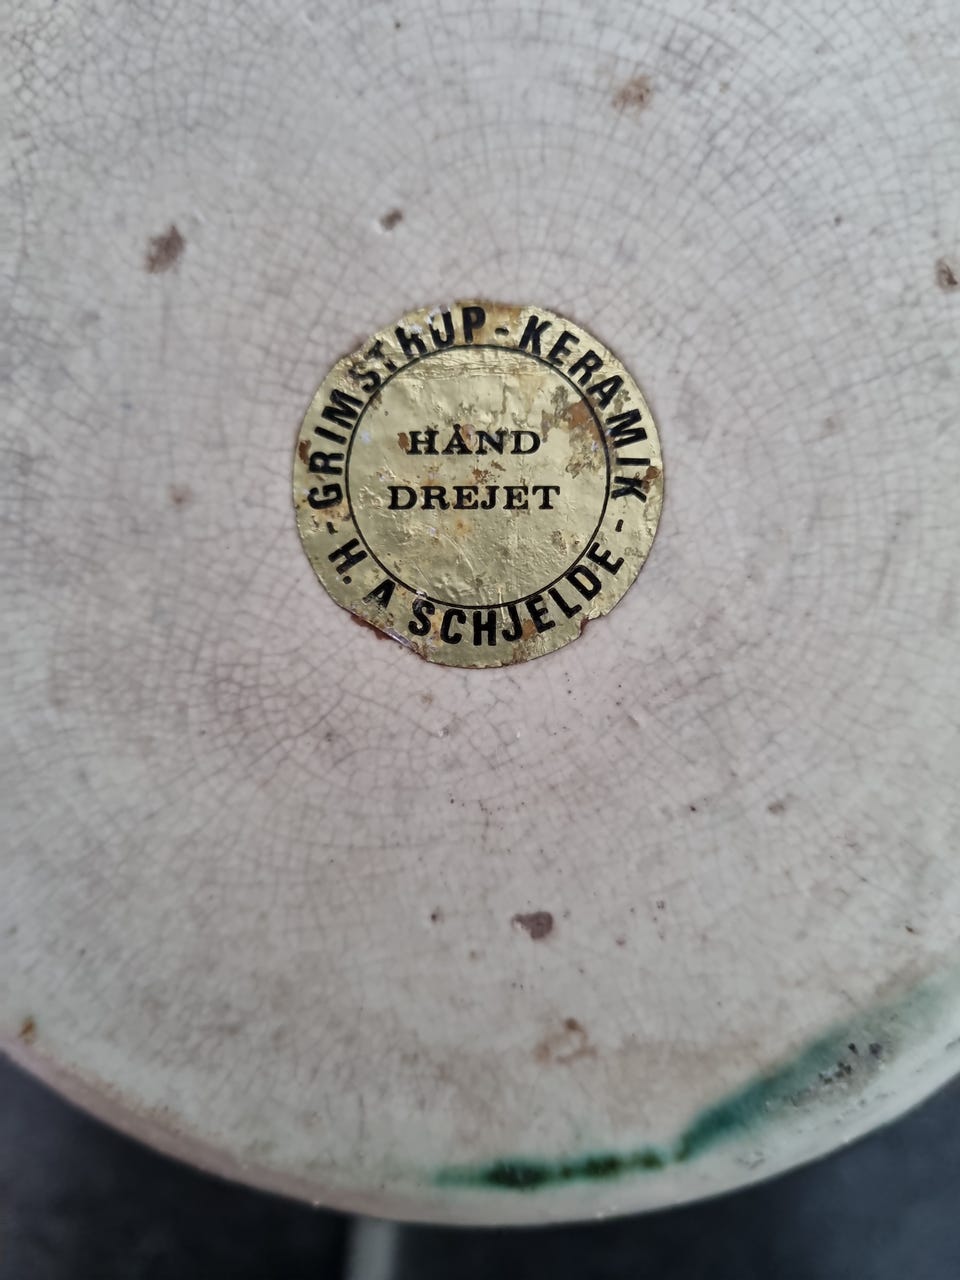 GRIMSTRUP-KERAMIK
HÅND
DREJET
- H. A SCHJELDE -